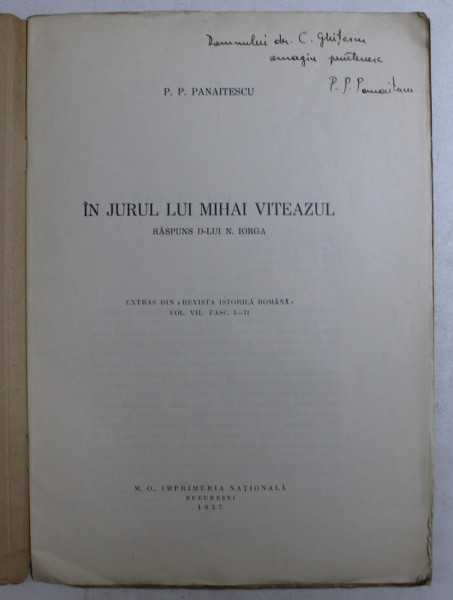 Domnului dr. C. Ghițescu
omagiu prietenesc
P. P. Panaitescu
P. P. PANAITESCU
ÎN JURUL LUI MIHAI VITEAZUL
RĂSPUNS D-LUI N. IORGA
EXTRAS DIN «REVISTA ISTORICĂ ROMÂNĂ»
VOL. VII, FASC. I—II
M. O., IMPRIMERIA NAȚIONALĂ
BUCUREȘTI
1937